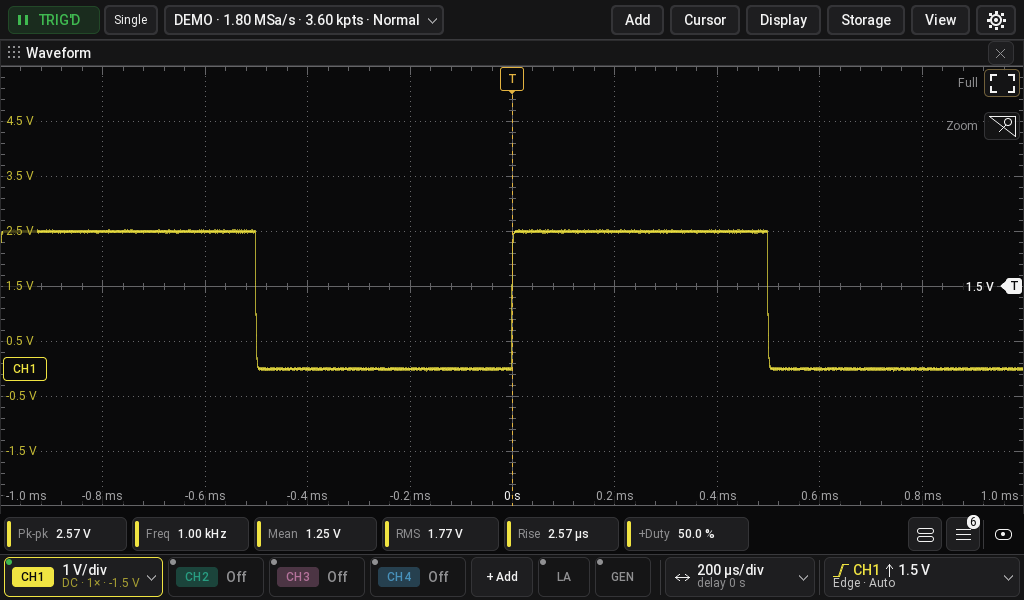 TRIG'D
Single
DEMO · 1.80 MSa/s · 3.60 kpts · Normal
Add
Cursor
Display
Storage
View
Waveform
T
Full
Zoom
4.5 V
3.5 V
2.5 V
1.5 V
0.5 V
-0.5 V
-1.5 V
1.5 V
T
CH1
-1.0 ms
-0.8 ms
-0.6 ms
-0.4 ms
-0.2 ms
0 s
0.2 ms
0.4 ms
0.6 ms
0.8 ms
1.0 ms
Pk-pk 2.57 V
Freq 1.00 kHz
Mean 1.25 V
RMS 1.77 V
Rise 2.57 µs
+Duty 50.0 %
6
CH1
1 V/div
DC · 1× · -1.5 V
CH2 Off
CH3 Off
CH4 Off
+ Add
LA
GEN
200 µs/div
delay 0 s
CH1 ↑ 1.5 V
Edge · Auto